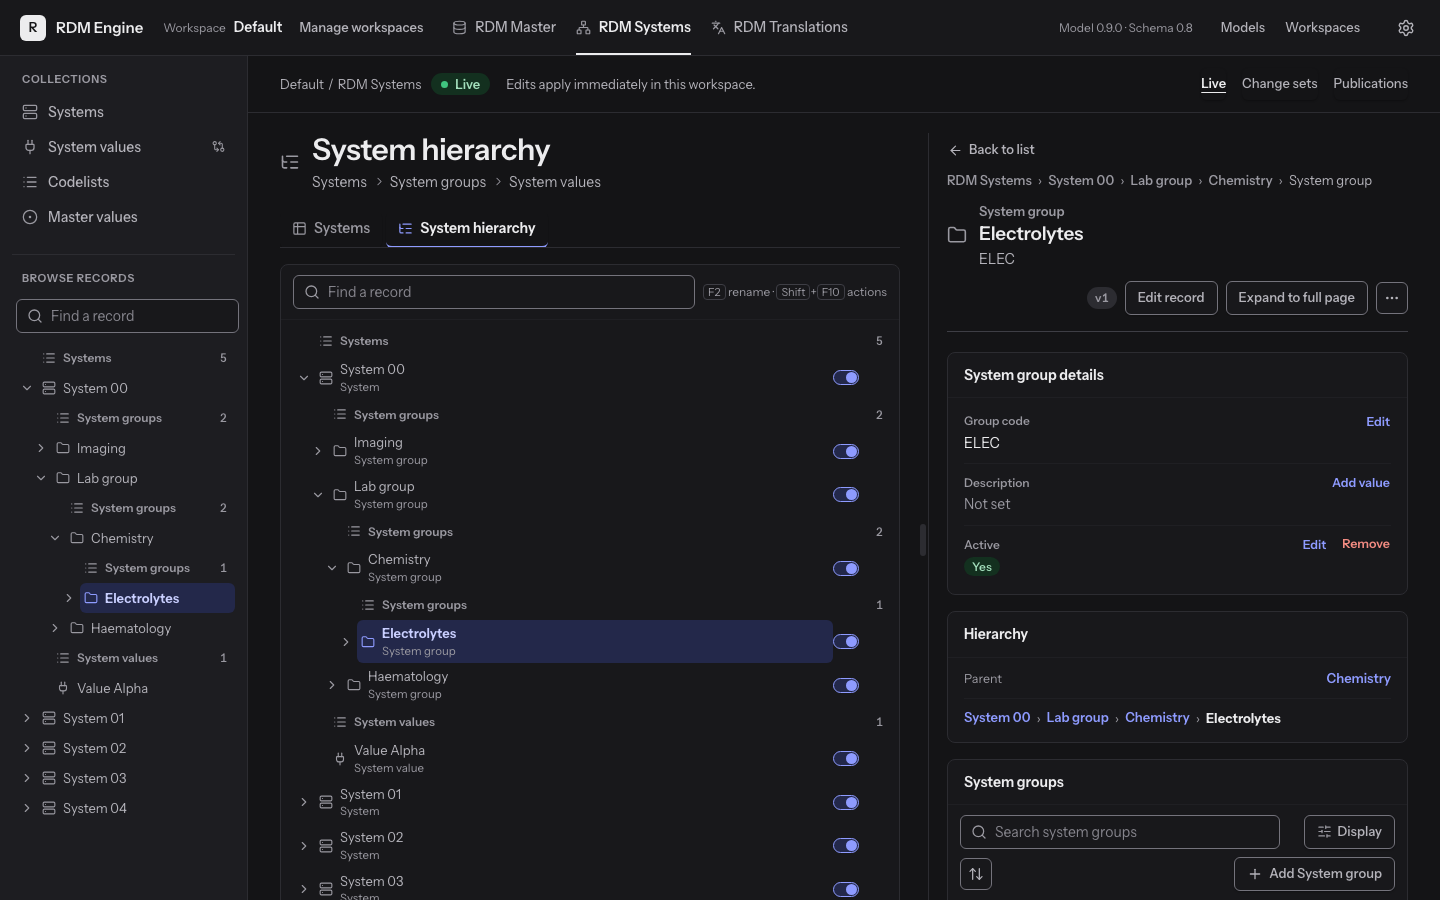 R RDM Engine Workspace Default Manage workspaces RDM Master RDM Systems RDM Translations Model 0.9.0 · Schema 0.8 Models Workspaces
COLLECTIONS
Systems
System values
Codelists
Master values
BROWSE RECORDS
Find a record
Systems 5
System 00
System groups 2
Imaging
Lab group
System groups 2
Chemistry
System groups 1
Electrolytes
Haematology
System values 1
Value Alpha
System 01
System 02
System 03
System 04
Default / RDM Systems Live Edits apply immediately in this workspace. Live Change sets Publications
System hierarchy
Systems › System groups › System values
Systems System hierarchy
Find a record F2 rename · Shift + F10 actions
Systems 5
System 00
System
System groups 2
Imaging
System group
Lab group
System group
System groups 2
Chemistry
System group
System groups 1
Electrolytes
System group
Haematology
System group
System values 1
Value Alpha
System value
System 01
System
System 02
System
System 03
System
← Back to list
RDM Systems › System 00 › Lab group › Chemistry › System group
System group
Electrolytes
ELEC
v1 Edit record Expand to full page ···
System group details
Group code Edit
ELEC
Description Add value
Not set
Active Edit Remove
Yes
Hierarchy
Parent Chemistry
System 00 › Lab group › Chemistry › Electrolytes
System groups
Search system groups Display
+ Add System group